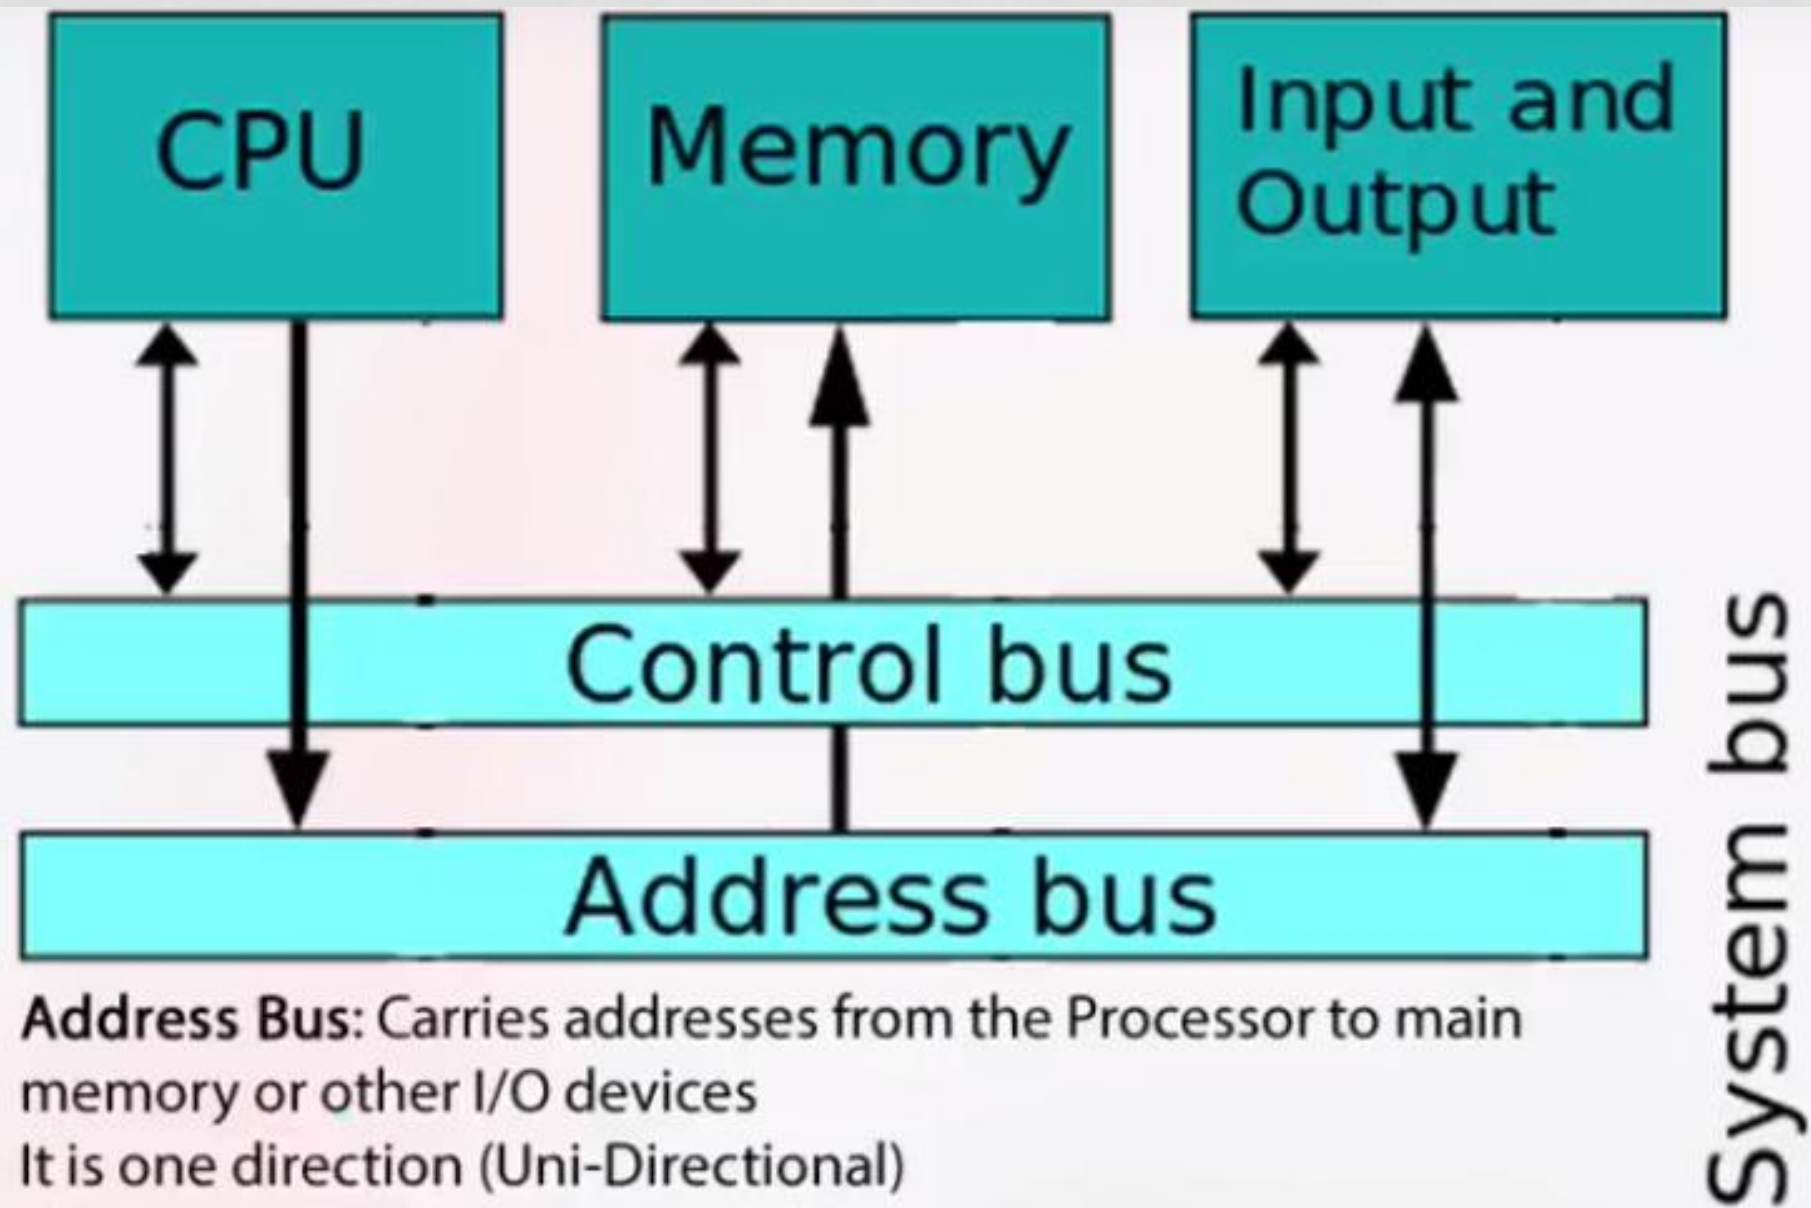 CPU
Memory
Input and
Output
Control bus
Address bus
System bus
Address Bus: Carries addresses from the Processor to main
memory or other I/O devices
It is one direction (Uni-Directional)